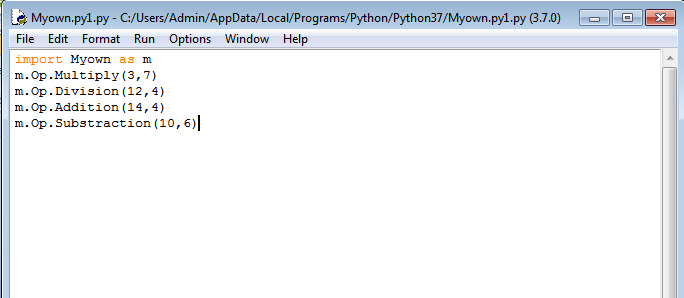 Myown.py1.py - C:/Users/Admin/AppData/Local/Programs/Python/Python37/Myown.py1.py (3.7.0)
File Edit Format Run Options Window Help
import Myown as m
m.Op.Multiply(3,7)
m.Op.Division(12,4)
m.Op.Addition(14,4)
m.Op.Substraction(10,6)